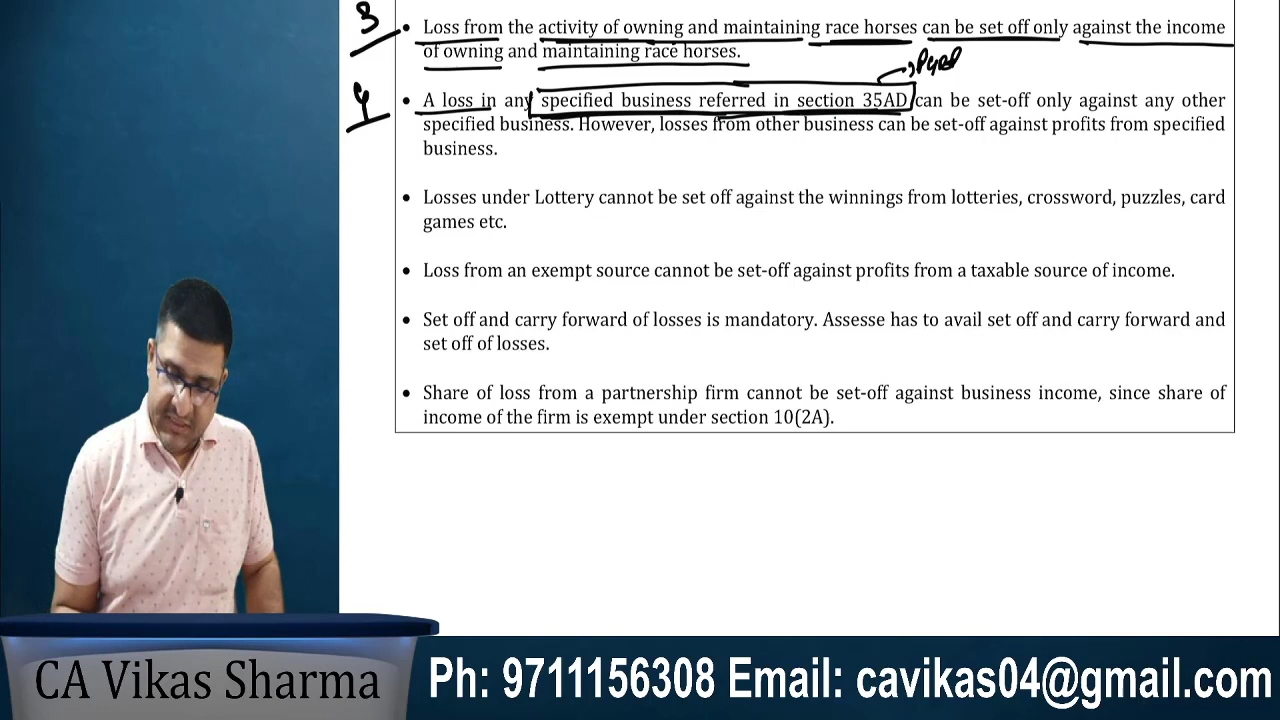 3
• Loss from the activity of owning and maintaining race horses can be set off only against the income
of owning and maintaining race horses.
PGBP
4
• A loss in any specified business referred in section 35AD can be set-off only against any other
specified business. However, losses from other business can be set-off against profits from specified
business.
• Losses under Lottery cannot be set off against the winnings from lotteries, crossword, puzzles, card
games etc.
• Loss from an exempt source cannot be set-off against profits from a taxable source of income.
• Set off and carry forward of losses is mandatory. Assesse has to avail set off and carry forward and
set off of losses.
• Share of loss from a partnership firm cannot be set-off against business income, since share of
income of the firm is exempt under section 10(2A).
CA Vikas Sharma
Ph: 9711156308 Email: cavikas04@gmail.com